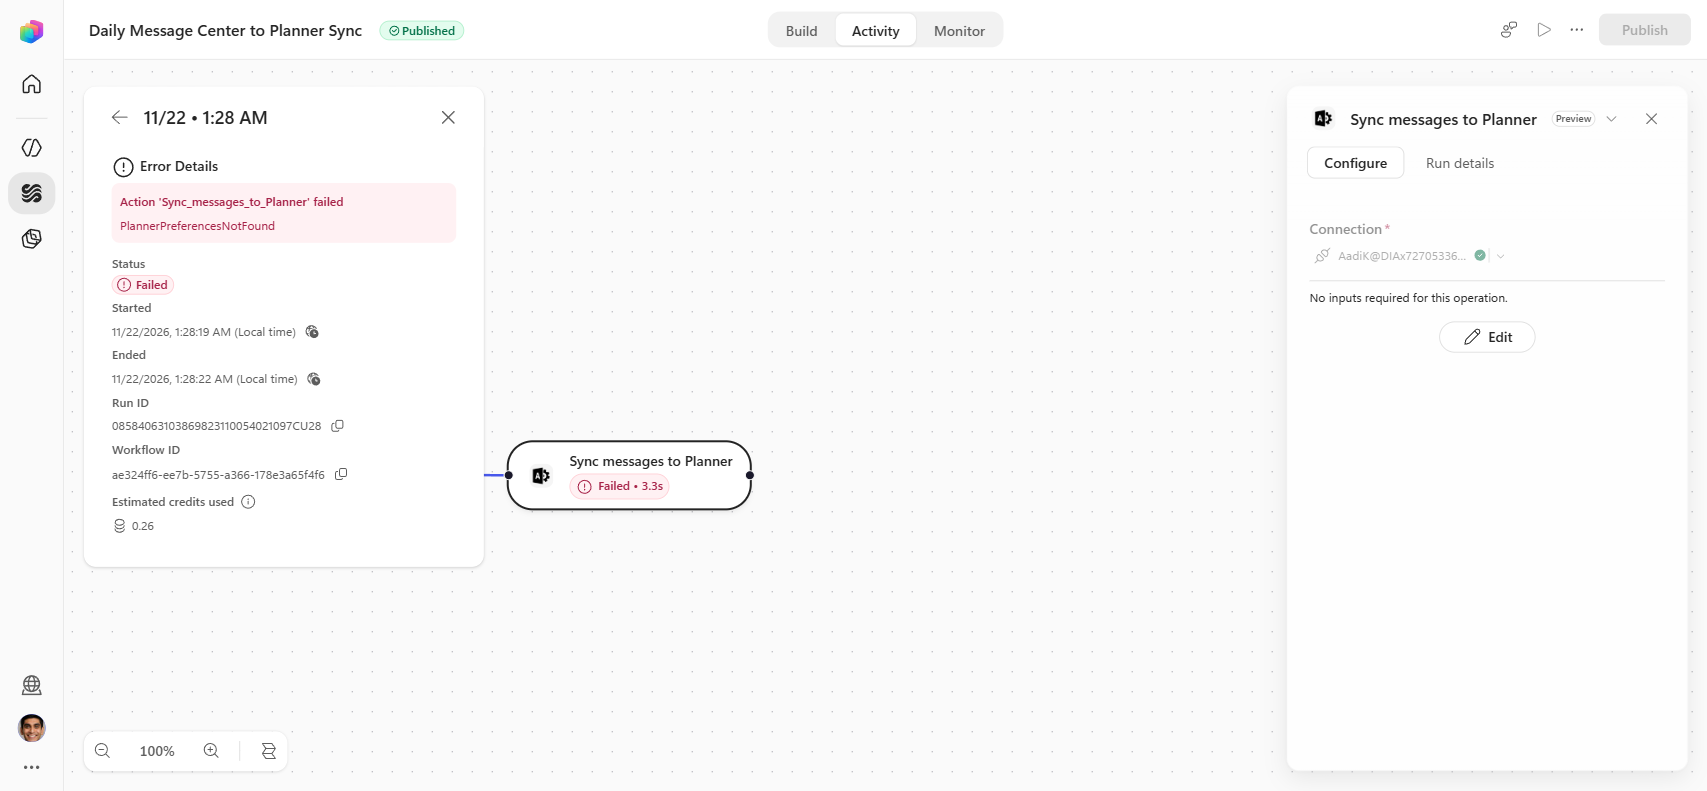 Daily Message Center to Planner Sync
Published
Build
Activity
Monitor
Publish
11/22 • 1:28 AM
Error Details
Action 'Sync_messages_to_Planner' failed
PlannerPreferencesNotFound
Status
Failed
Started
11/22/2026, 1:28:19 AM (Local time)
Ended
11/22/2026, 1:28:22 AM (Local time)
Run ID
08584063103869823110054021097CU28
Workflow ID
ae324ff6-ee7b-5755-a366-178e3a65f4f6
Estimated credits used
0.26
Sync messages to Planner
Failed • 3.3s
100%
Sync messages to Planner
Preview
Configure
Run details
Connection *
AadiK@DIAx72705336...
No inputs required for this operation.
Edit